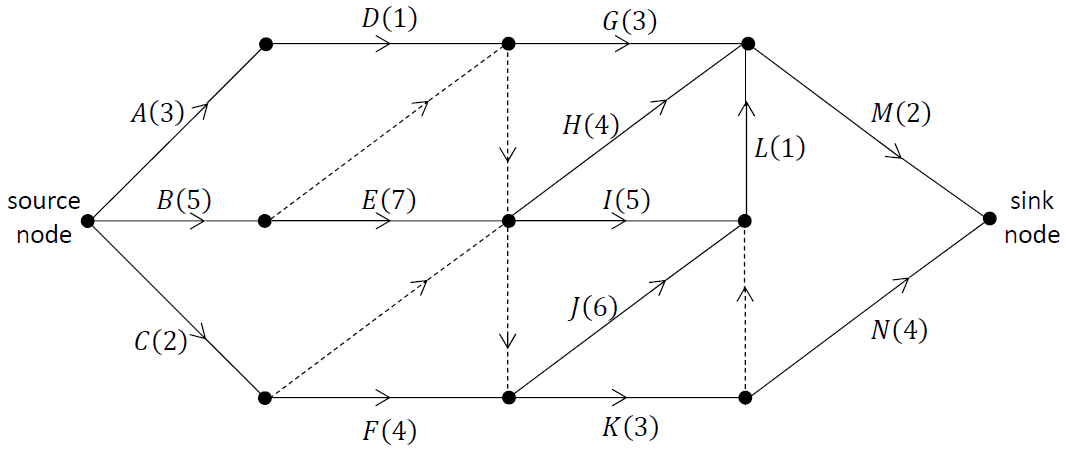 D(1)
G(3)
A(3)
H(4)
M(2)
L(1)
source
node
B(5)
E(7)
I(5)
sink
node
C(2)
J(6)
N(4)
F(4)
K(3)